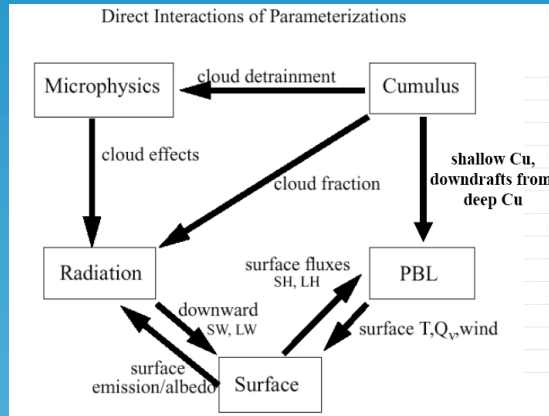 Direct Interactions of Parameterizations
Microphysics
cloud detrainment
Cumulus
cloud effects
cloud fraction
shallow Cu,
downdrafts from
deep Cu
Radiation
surface fluxes
SH, LH
PBL
downward
SW, LW
surface T,Qv,wind
surface
emission/albedo
Surface